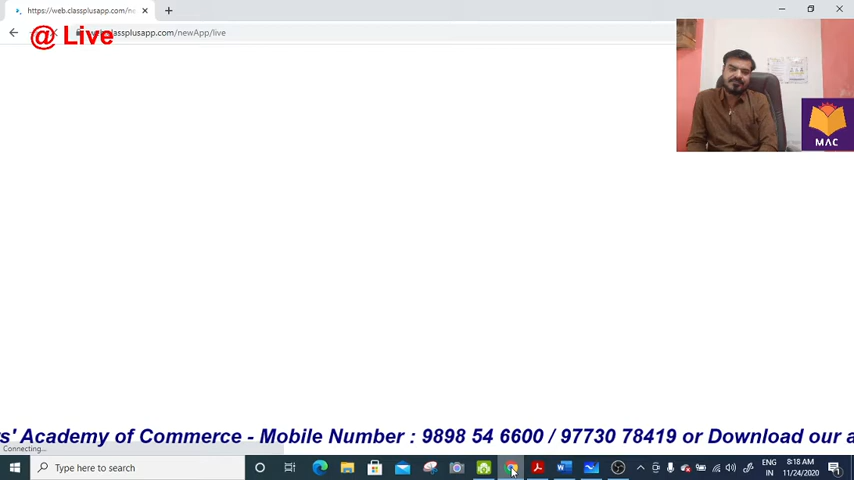 https://web.classplusapp.com/ne
@ Live
classplusapp.com/newApp/live
MAC
rs' Academy of Commerce - Mobile Number : 9898 54 6600 / 97730 78419 or Download our a
Connecting...
Type here to search
ENG
IN
8:18 AM
11/24/2020